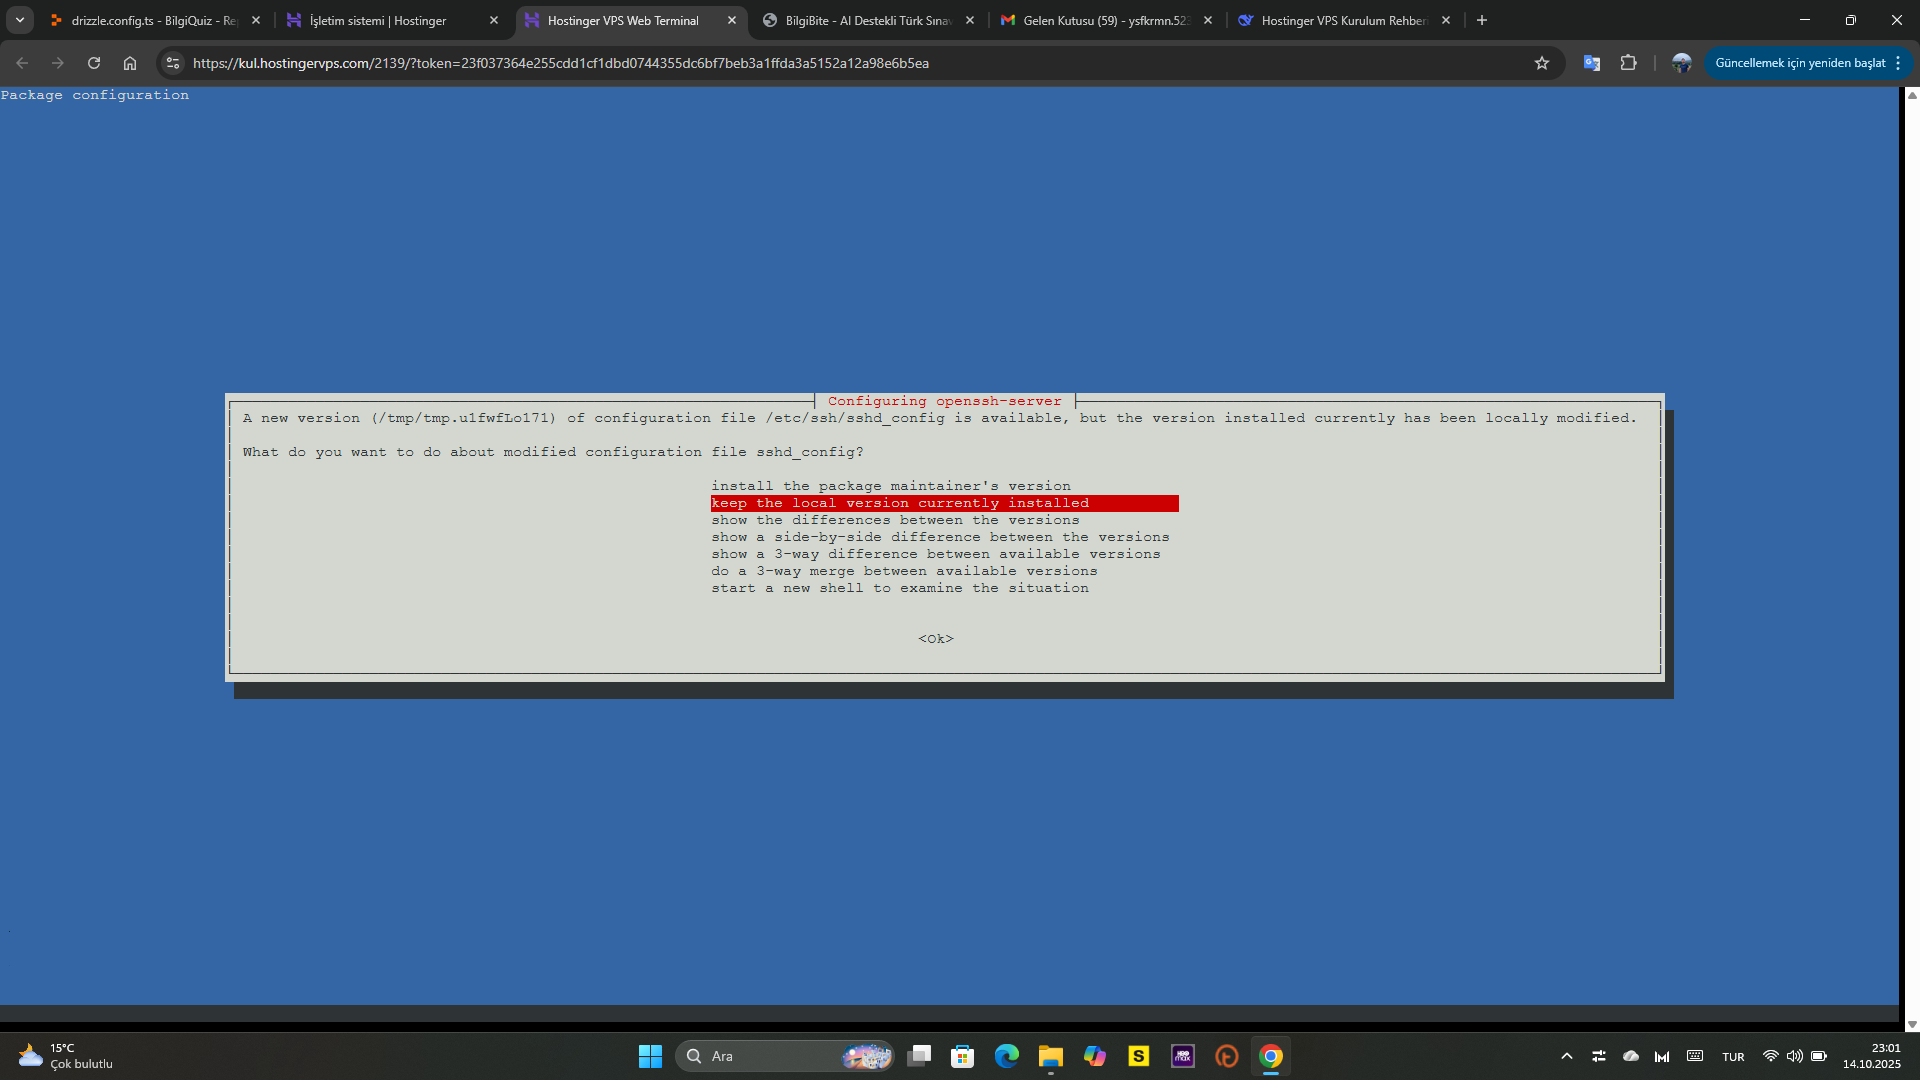 drizzle.config.ts - BilgiQuiz - Re
İşletim sistemi | Hostinger
Hostinger VPS Web Terminal
BilgiBite - AI Destekli Türk Sınav
Gelen Kutusu (59) - ysfkrmn.523
Hostinger VPS Kurulum Rehberi
https://kul.hostingervps.com/2139/?token=23f037364e255cdd1cf1dbd0744355dc6bf7beb3a1ffda3a5152a12a98e6b5ea
Güncellemek için yeniden başlat
Package configuration
Configuring openssh-server
A new version (/tmp/tmp.u1fwfLo171) of configuration file /etc/ssh/sshd_config is available, but the version installed currently has been locally modified.
What do you want to do about modified configuration file sshd_config?
install the package maintainer's version
keep the local version currently installed
show the differences between the versions
show a side-by-side difference between the versions
show a 3-way difference between available versions
do a 3-way merge between available versions
start a new shell to examine the situation
<Ok>
15°C
Çok bulutlu
Ara
S
HBO
max
TUR
23:01
14.10.2025